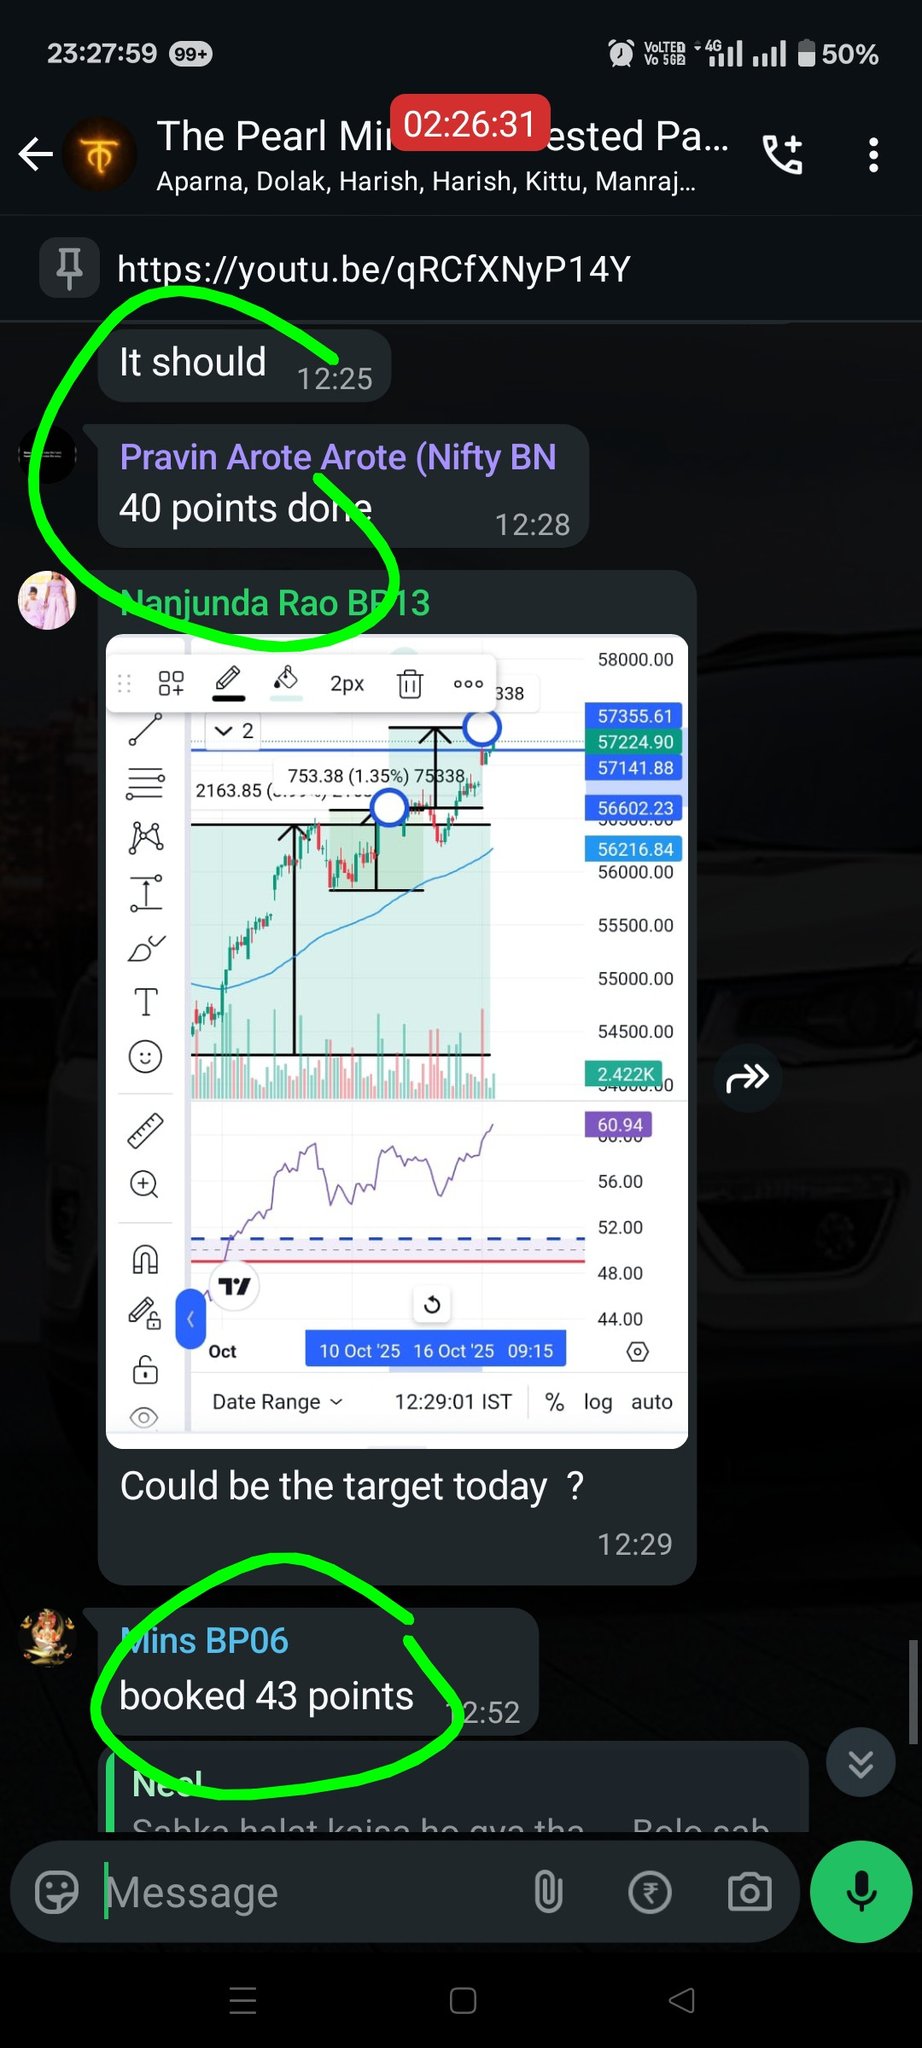 23:27:59 99+ VoLTED Vo 5G2 4G 50%
02:26:31
The Pearl Mi ested Pa...
Aparna, Dolak, Harish, Harish, Kittu, Manraj...
https://youtu.be/qRCfXNyP14Y
It should 12:25
Pravin Arote Arote (Nifty BN
40 points done 12:28
Nanjunda Rao BP13
2px
338
58000.00
2
57355.61
57224.90
57141.88
753.38 (1.35%) 75338
2163.85
56602.23
56216.84
56000.00
55500.00
55000.00
54500.00
2.422K
60.94
56.00
52.00
48.00
44.00
Oct 10 Oct '25 16 Oct '25 09:15
Date Range 12:29:01 IST % log auto
Could be the target today ?
12:29
Mins BP06
booked 43 points 12:52
Neel
Sabka halat kaisa ho gya tha Bolo sab
Message